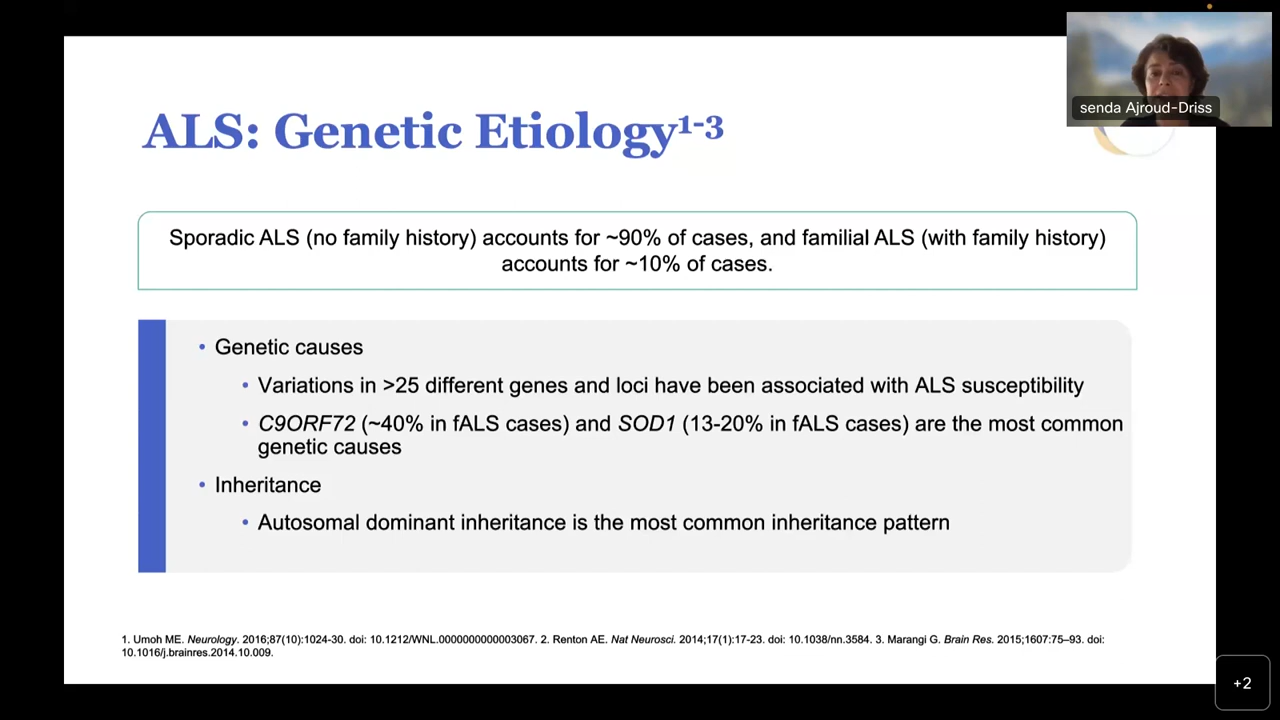 senda Ajroud-Driss
ALS: Genetic Etiology¹⁻³
Sporadic ALS (no family history) accounts for ~90% of cases, and familial ALS (with family history)
accounts for ~10% of cases.
• Genetic causes
• Variations in >25 different genes and loci have been associated with ALS susceptibility
• C9ORF72 (~40% in fALS cases) and SOD1 (13-20% in fALS cases) are the most common
genetic causes
• Inheritance
• Autosomal dominant inheritance is the most common inheritance pattern
1. Umoh ME. Neurology. 2016;87(10):1024-30. doi: 10.1212/WNL.0000000000003067. 2. Renton AE. Nat Neurosci. 2014;17(1):17-23. doi: 10.1038/nn.3584. 3. Marangi G. Brain Res. 2015;1607:75–93. doi:
10.1016/j.brainres.2014.10.009.
+2